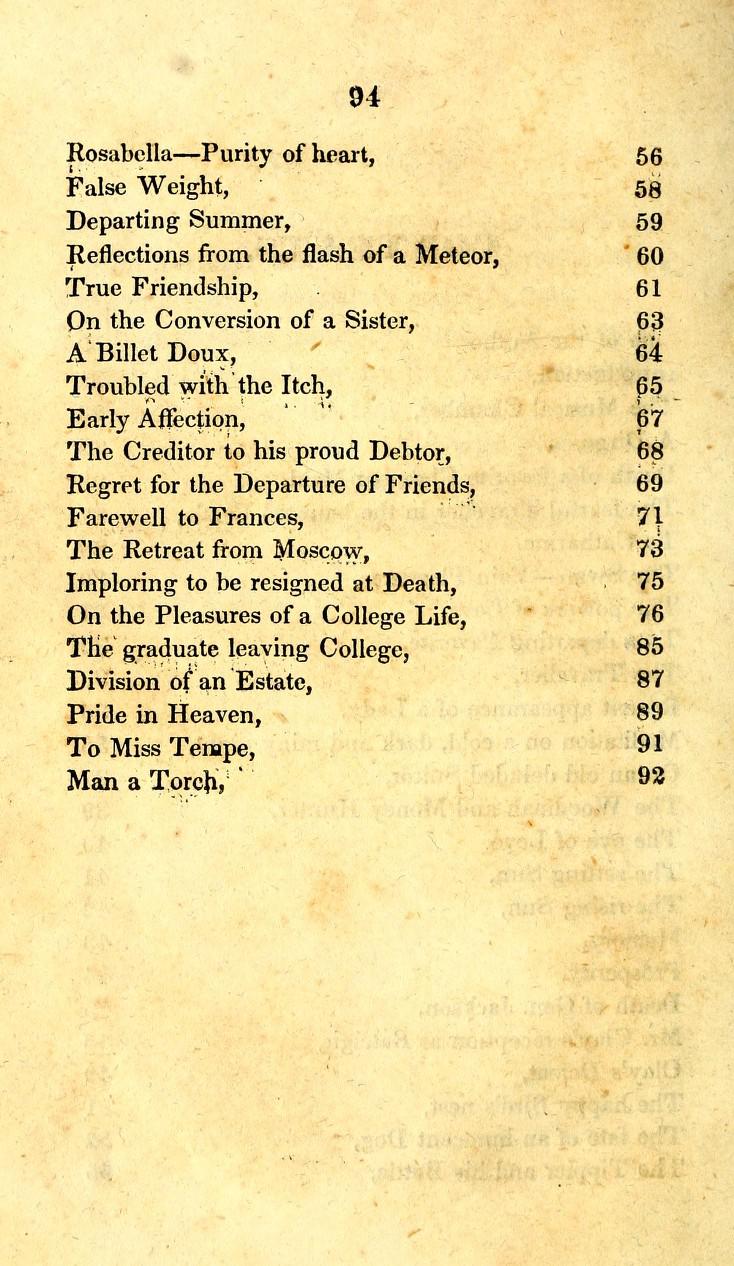 94
Rosabella—Purity of heart, 56
False Weight, 58
Departing Summer, 59
Reflections from the flash of a Meteor, 60
True Friendship, 61
On the Conversion of a Sister, 63
A Billet Doux, 64
Troubled with the Itch, 65
Early Affection, 67
The Creditor to his proud Debtor, 68
Regret for the Departure of Friends, 69
Farewell to Frances, 71
The Retreat from Moscow, 73
Imploring to be resigned at Death, 75
On the Pleasures of a College Life, 76
The graduate leaving College, 85
Division of an Estate, 87
Pride in Heaven, 89
To Miss Tempe, 91
Man a Torch, 92